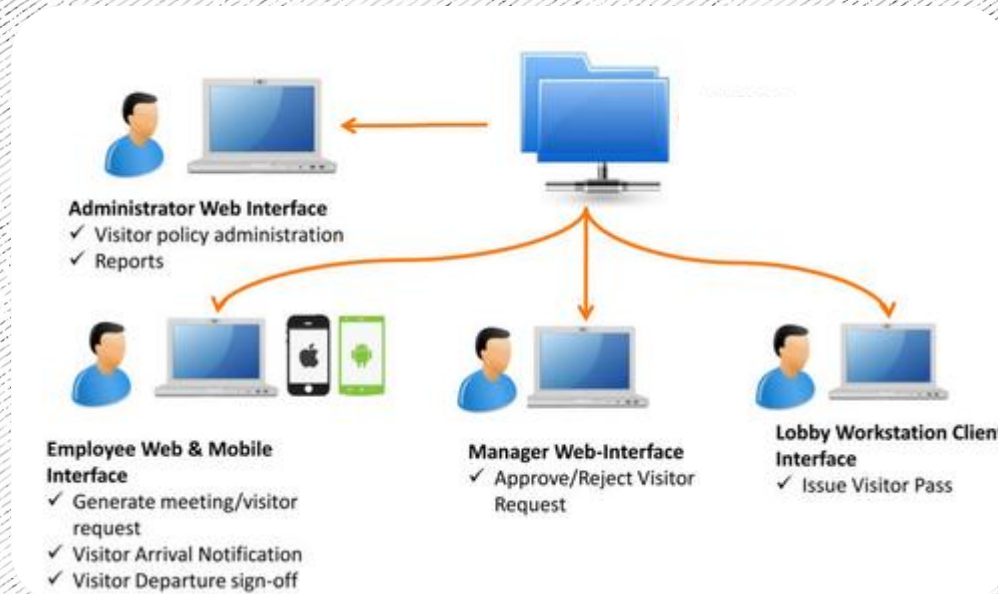 Administrator Web Interface
✓ Visitor policy administration
✓ Reports
Employee Web & Mobile
Interface
✓ Generate meeting/visitor
request
✓ Visitor Arrival Notification
✓ Visitor Departure sign-off
Manager Web-Interface
✓ Approve/Reject Visitor
Request
Lobby Workstation Client
Interface
✓ Issue Visitor Pass